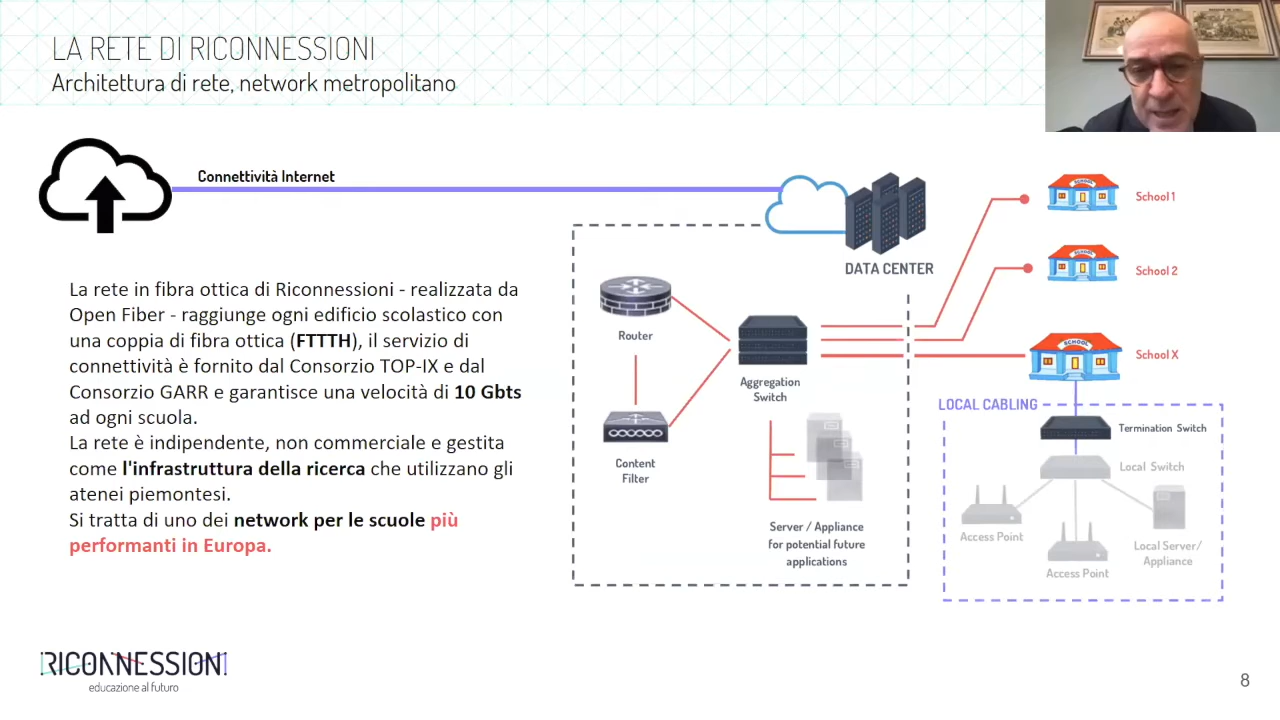 LA RETE DI RICONNESSIONI
Architettura di rete, network metropolitano
Connettività Internet
DATA CENTER
SCHOOL
School 1
SCHOOL
School 2
SCHOOL
School X
La rete in fibra ottica di Riconnessioni - realizzata da
Open Fiber - raggiunge ogni edificio scolastico con
una coppia di fibra ottica (FTTTH), il servizio di
connettività è fornito dal Consorzio TOP-IX e dal
Consorzio GARR e garantisce una velocità di 10 Gbts
ad ogni scuola.
La rete è indipendente, non commerciale e gestita
come l'infrastruttura della ricerca che utilizzano gli
atenei piemontesi.
Si tratta di uno dei network per le scuole più
performanti in Europa.
Router
Aggregation
Switch
Content
Filter
Server / Appliance
for potential future
applications
LOCAL CABLING
Termination Switch
Local Switch
Access Point
Access Point
Local Server/
Appliance
RICONNESSIONI
educazione al futuro
8